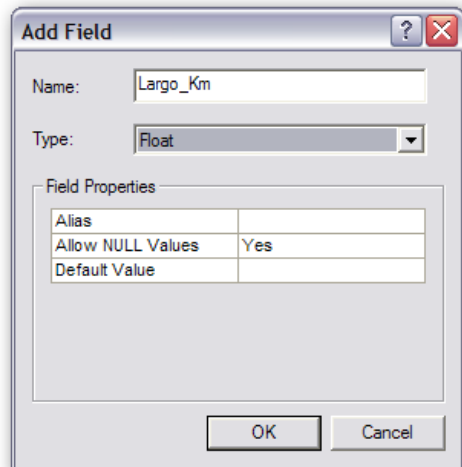 Add Field
Name: Largo_Km
Type: Float
Field Properties
Alias
Allow NULL Values Yes
Default Value
OK Cancel